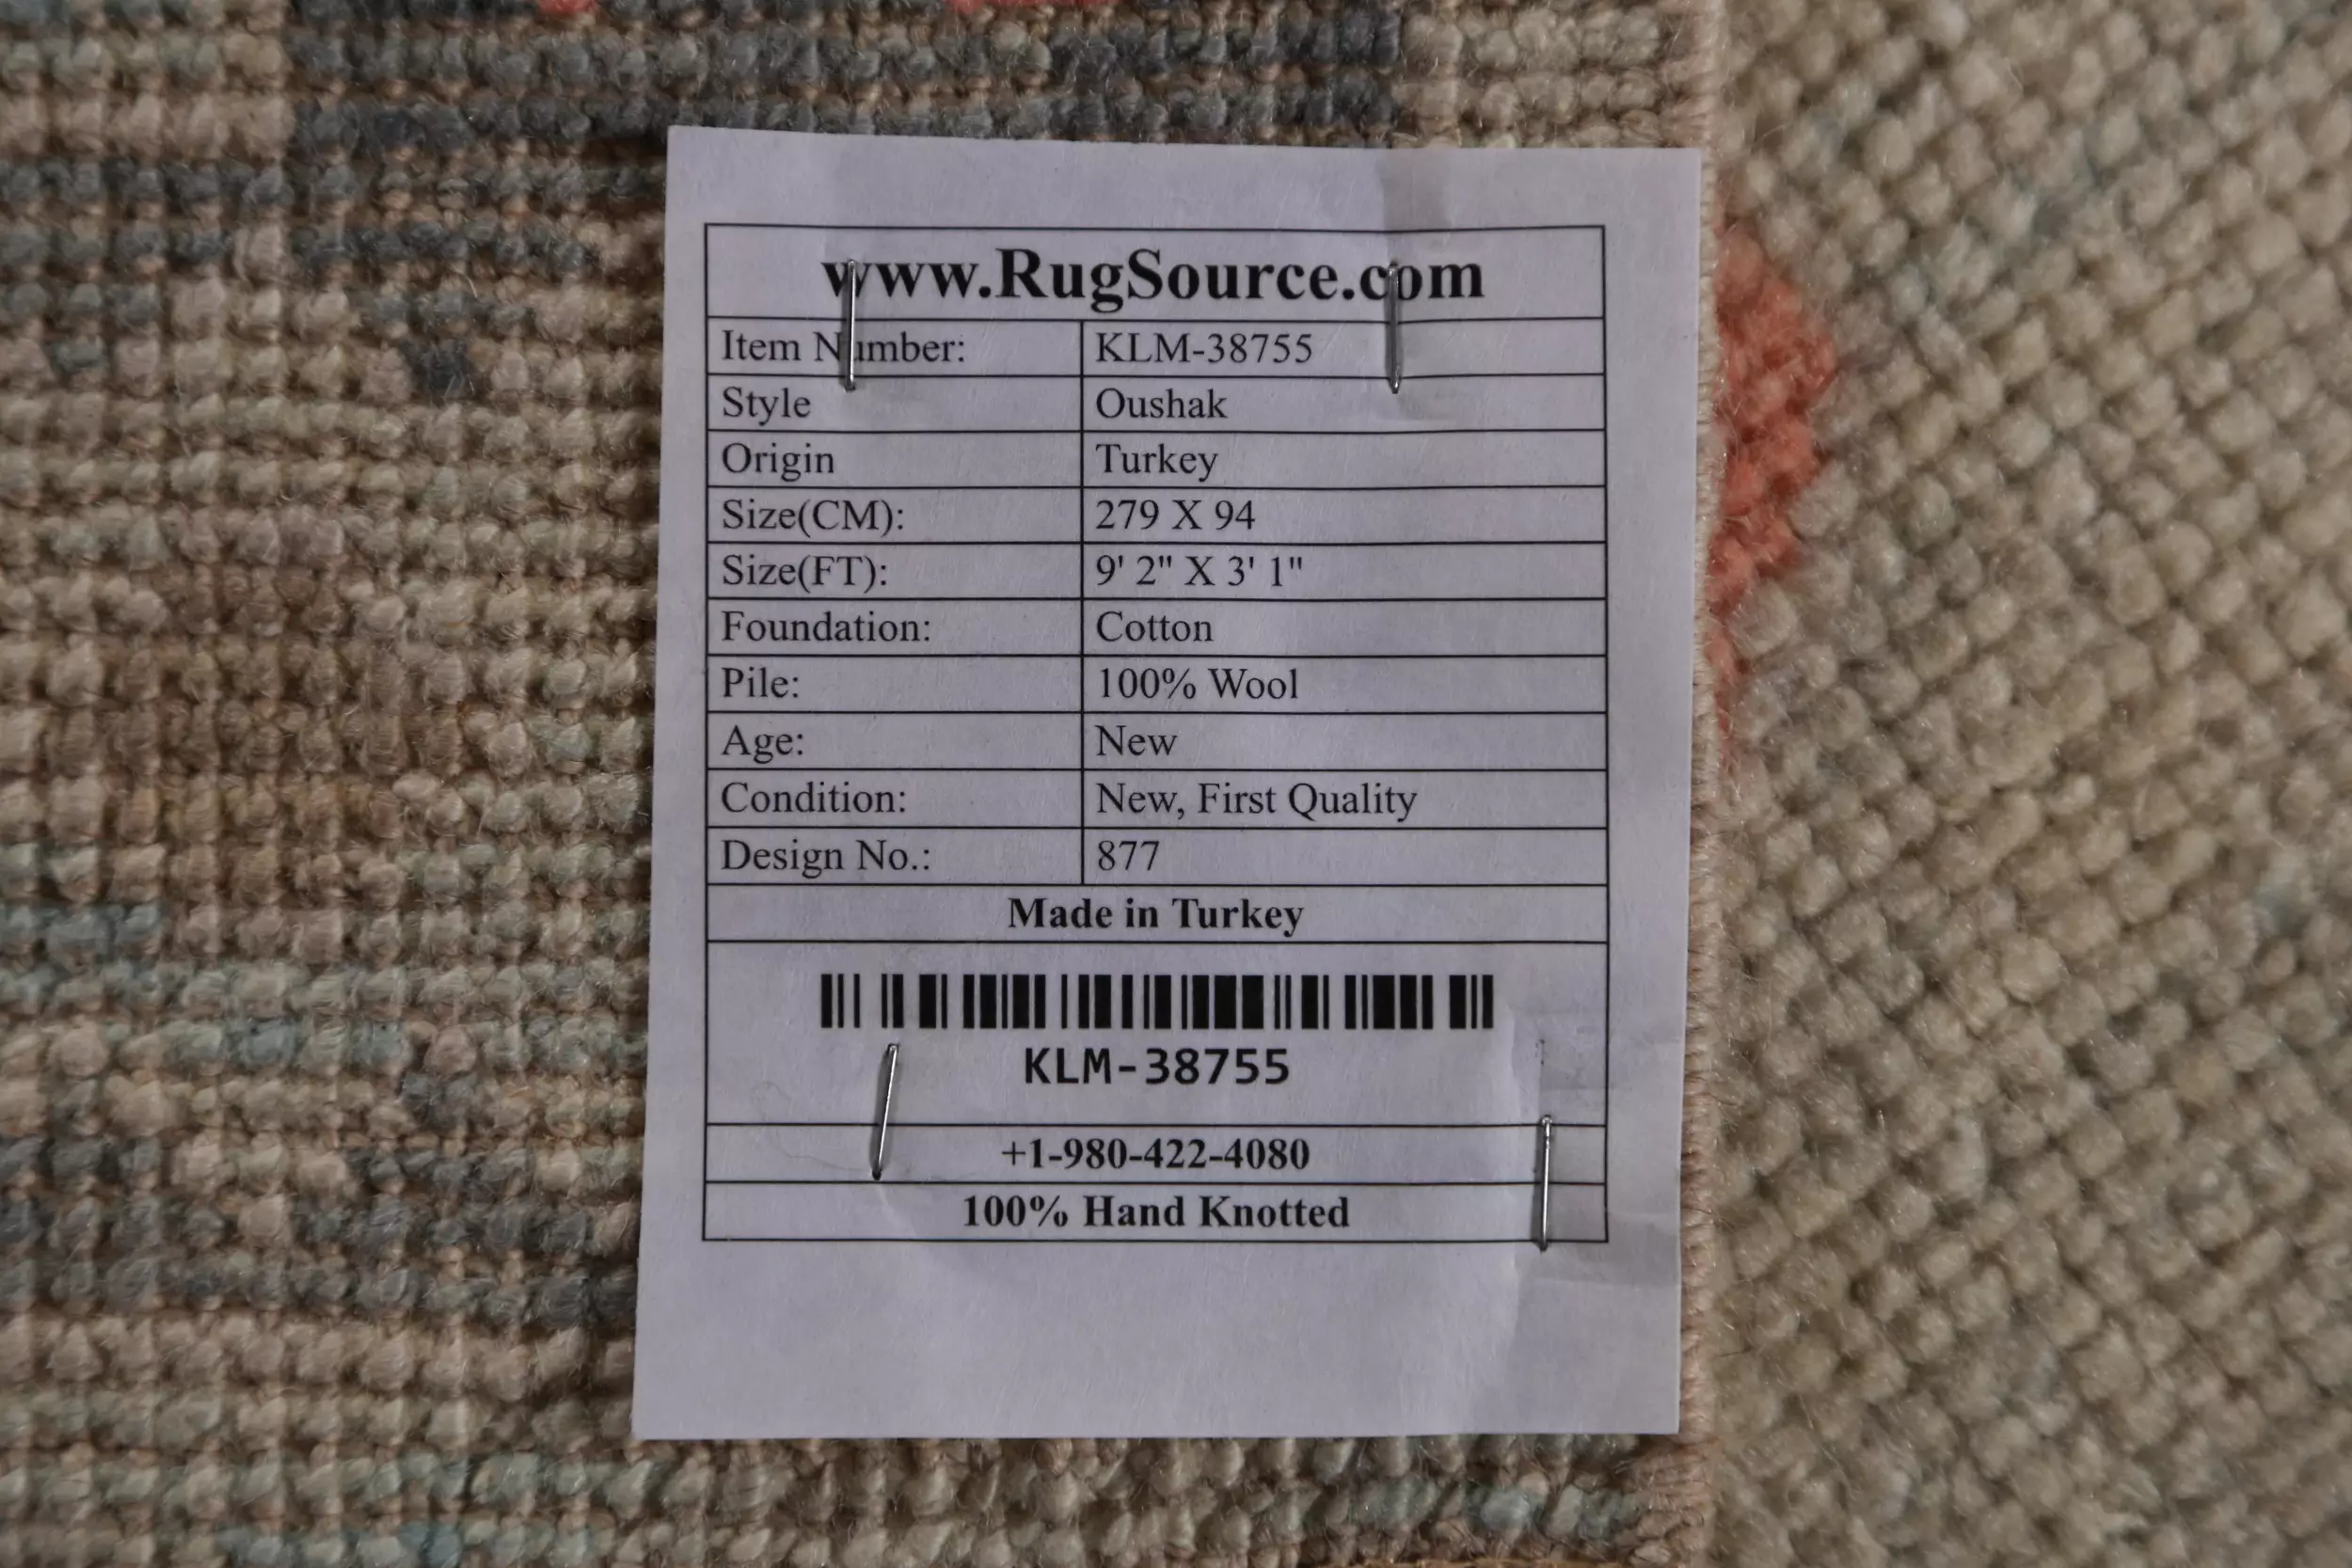 www.RugSource.com
Item Number: KLM-38755
Style Oushak
Origin Turkey
Size(CM): 279 X 94
Size(FT): 9' 2" X 3' 1"
Foundation: Cotton
Pile: 100% Wool
Age: New
Condition: New, First Quality
Design No.: 877
Made in Turkey
KLM-38755
+1-980-422-4080
100% Hand Knotted